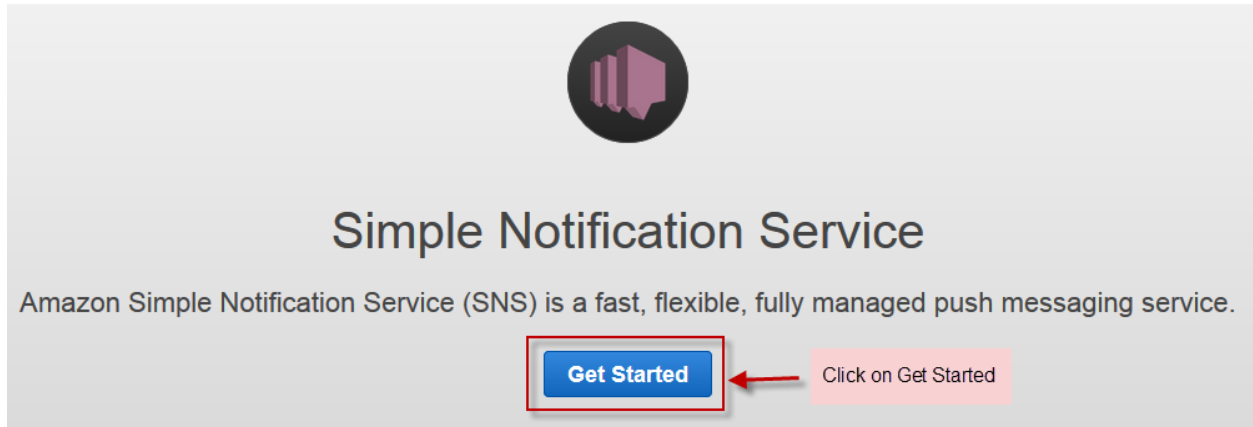 Simple Notification Service
Amazon Simple Notification Service (SNS) is a fast, flexible, fully managed push messaging service.
Get Started
Click on Get Started